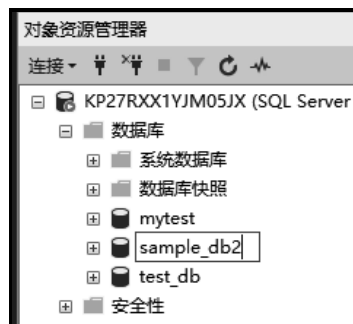 对象资源管理器
连接
KP27RXX1YJM05JX (SQL Server
数据库
系统数据库
数据库快照
mytest
sample_db2
test_db
安全性